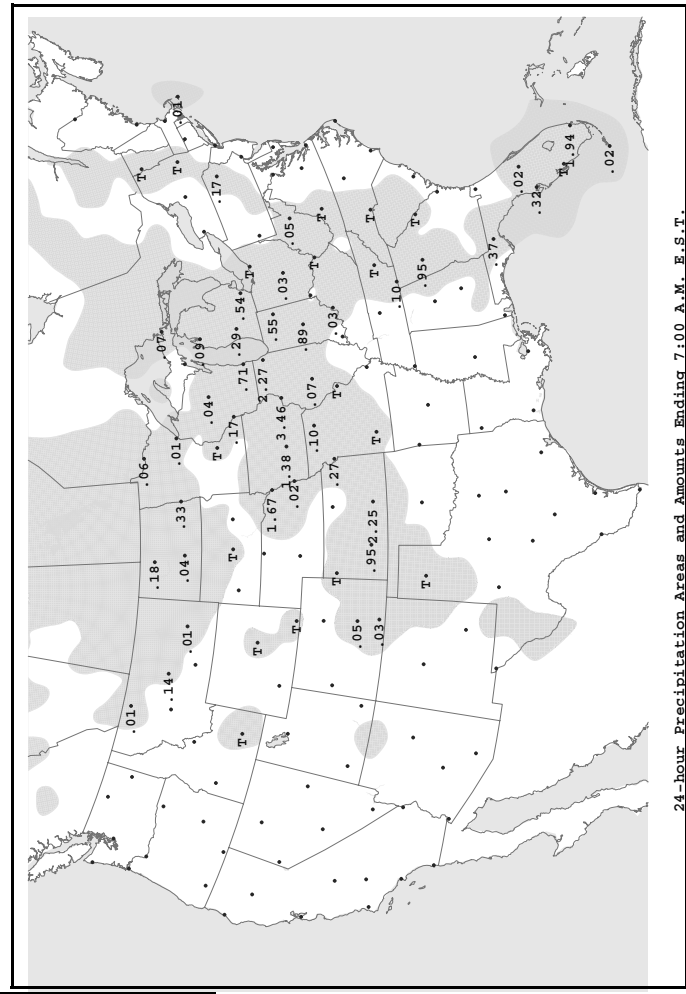 .01
T
.06
.18
.07
.14
.01
T
.01
.33
.04
.01
.09
.04
T
.17
T
.17
.29
T
.54
.71
T
T
2.27
1.67
.55
3.46
.03
1.38
.05
.02
T
.89
.07
.10
T
T
.27
.03
T
T
.05
T
.95 2.25
T
T
.03
.10
T
.95
T
.37
.02
.32
T 1.94
.02
24-hour Precipitation Areas and Amounts Ending 7:00 A.M. E.S.T.